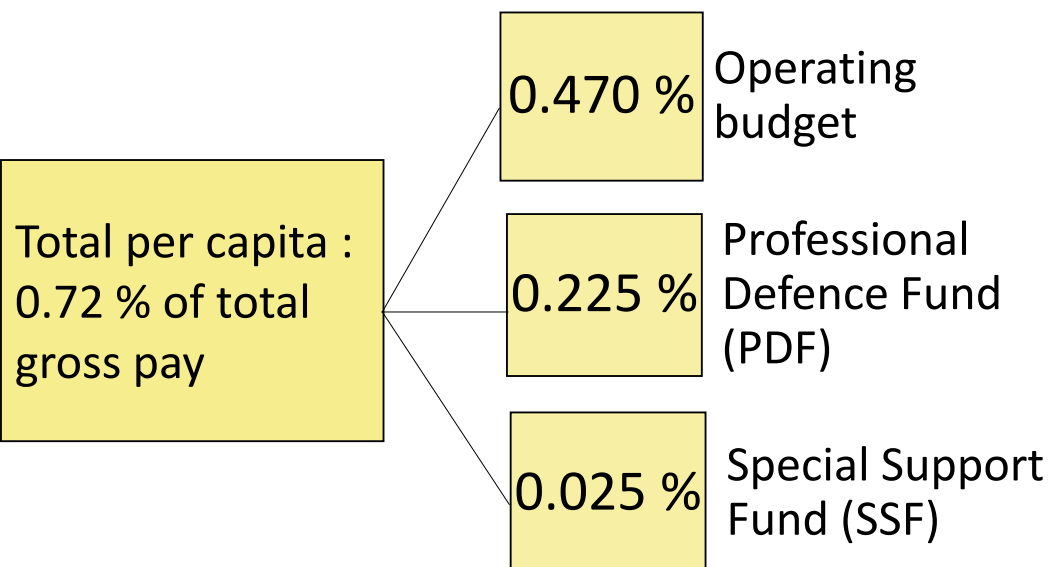 Total per capita :
0.72 % of total
gross pay
0.470 %
Operating
budget
0.225 %
Professional
Defence Fund
(PDF)
0.025 %
Special Support
Fund (SSF)